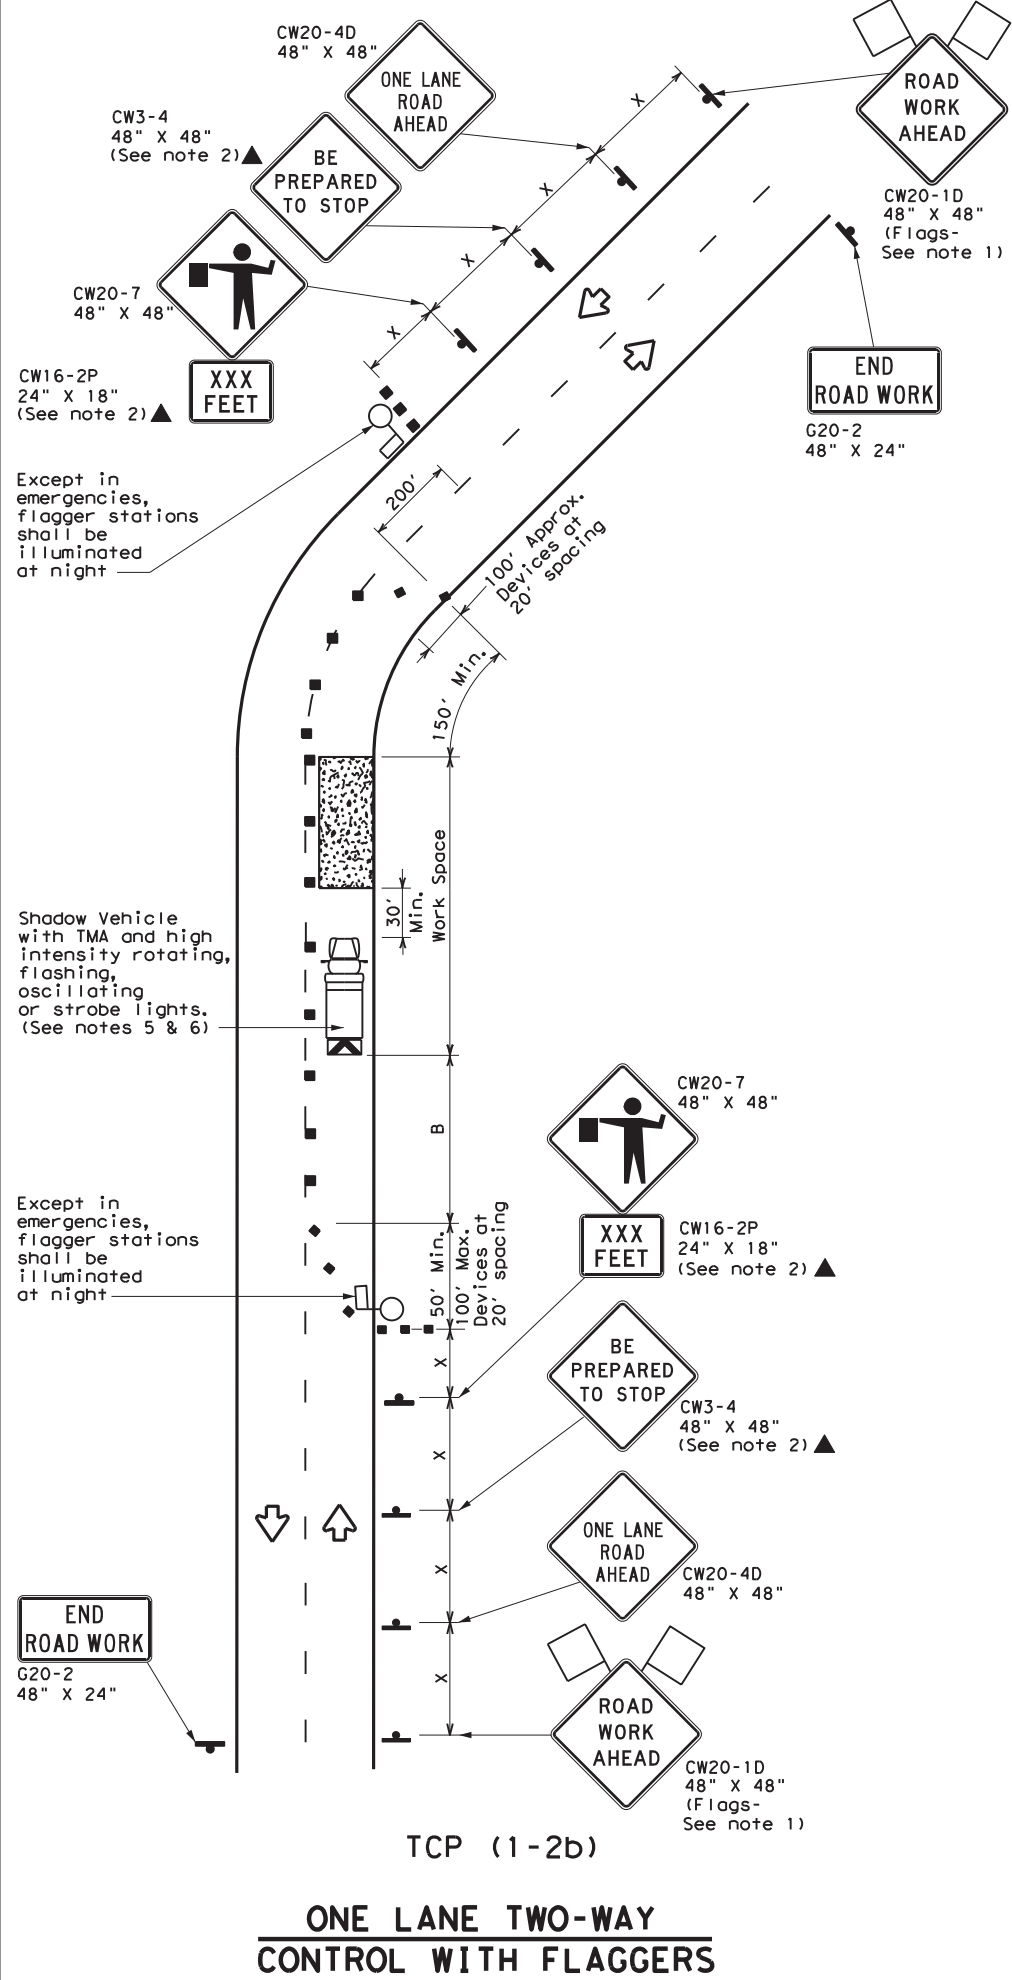 CW20-4D
48" X 48"
ONE LANE
ROAD
AHEAD
ROAD
WORK
AHEAD
CW20-1D
48" X 48"
(Flags-
See note 1)
CW3-4
48" X 48"
(See note 2)
BE
PREPARED
TO STOP
X
X
X
X
CW20-7
48" X 48"
CW16-2P
24" X 18"
(See note 2)
XXX
FEET
END
ROAD WORK
G20-2
48" X 24"
Except in
emergencies,
flagger stations
shall be
illuminated
at night
200'
100' Approx.
Devices at
20' spacing
150' Min.
30'
Min.
Work Space
Shadow Vehicle
with TMA and high
intensity rotating,
flashing,
oscillating
or strobe lights.
(See notes 5 & 6)
B
CW20-7
48" X 48"
XXX
FEET
CW16-2P
24" X 18"
(See note 2)
Except in
emergencies,
flagger stations
shall be
illuminated
at night
50' Min.
100' Max.
Devices at
20' spacing
X
X
X
X
BE
PREPARED
TO STOP
CW3-4
48" X 48"
(See note 2)
ONE LANE
ROAD
AHEAD
CW20-4D
48" X 48"
END
ROAD WORK
G20-2
48" X 24"
ROAD
WORK
AHEAD
CW20-1D
48" X 48"
(Flags-
See note 1)
TCP (1-2b)
ONE LANE TWO-WAY
CONTROL WITH FLAGGERS